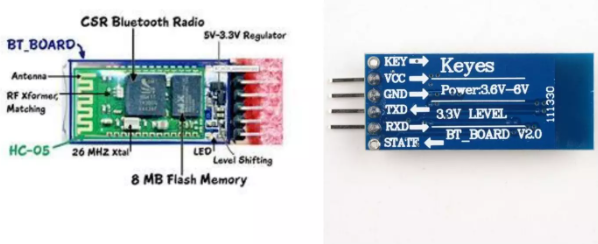 CSR Bluetooth Radio
BT_BOARD
5V-3.3V Regulator
Antenna
RF Xformer,
Matching
HC-05
26 MHZ Xtal
LED
Level Shifting
8 MB Flash Memory
KEY
VCC
GND
TXD
RXD
STATE
Keyes
Power:3.6V-6V
3.3V LEVEL
BT_BOARD V2.0
111330